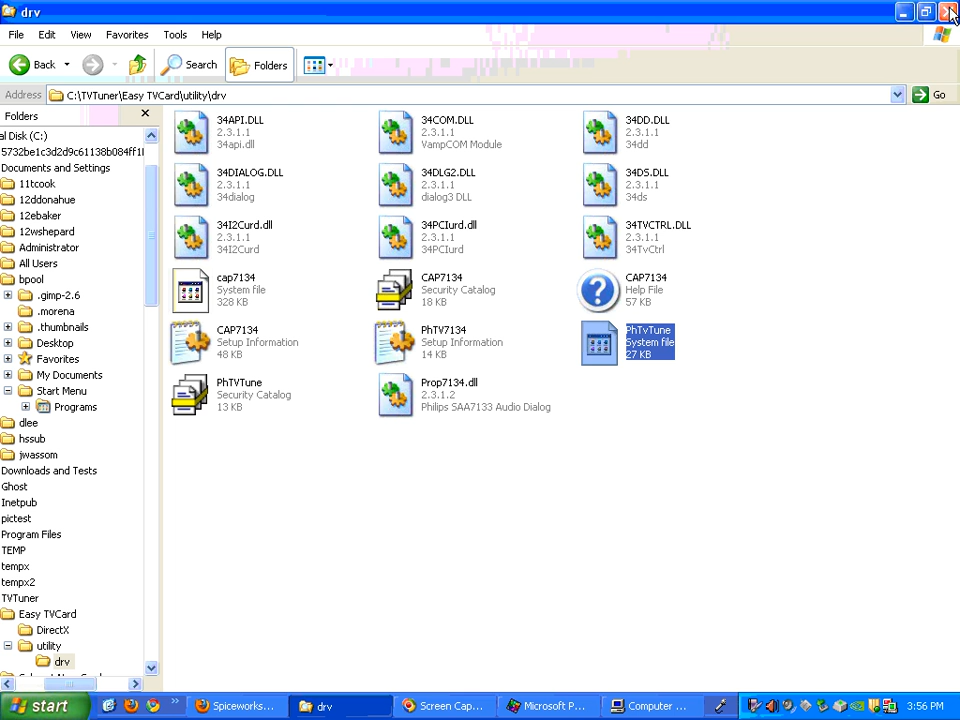 drv
File Edit View Favorites Tools Help
Back Search Folders
Address C:\TVTuner\Easy TVCard\utility\drv Go
Folders
al Disk (C:)
Documents and Settings
11tcook
12ddonahue
12ebaker
12wshepard
Administrator
All Users
bpool
.gimp-2.6
.morena
.thumbnails
Desktop
Favorites
My Documents
Start Menu
Programs
dlee
hssub
jwassom
Downloads and Tests
Ghost
Inetpub
pictest
Program Files
TEMP
tempx
tempx2
TVTuner
Easy TVCard
DirectX
utility
drv
34API.DLL
2.3.1.1
34api.dll
34COM.DLL
2.3.1.1
VampCOM Module
34DD.DLL
2.3.1.1
34dd
34DIALOG.DLL
2.3.1.1
34dialog
34DLG2.DLL
2.3.1.1
dialog3 DLL
34DS.DLL
2.3.1.1
34ds
34I2Curd.dll
2.3.1.1
34I2Curd
34PCIurd.dll
2.3.1.1
34PCIurd
34TVCTRL.DLL
2.3.1.1
34TvCtrl
cap7134
System file
328 KB
CAP7134
Security Catalog
18 KB
CAP7134
Help File
57 KB
CAP7134
Setup Information
48 KB
PhTV7134
Setup Information
14 KB
PhTvTune
System file
27 KB
PhTVTune
Security Catalog
13 KB
Prop7134.dll
2.3.1.2
Philips SAA7133 Audio Dialog
start Spiceworks... drv Screen Cap... Microsoft P... Computer ... 3:56 PM